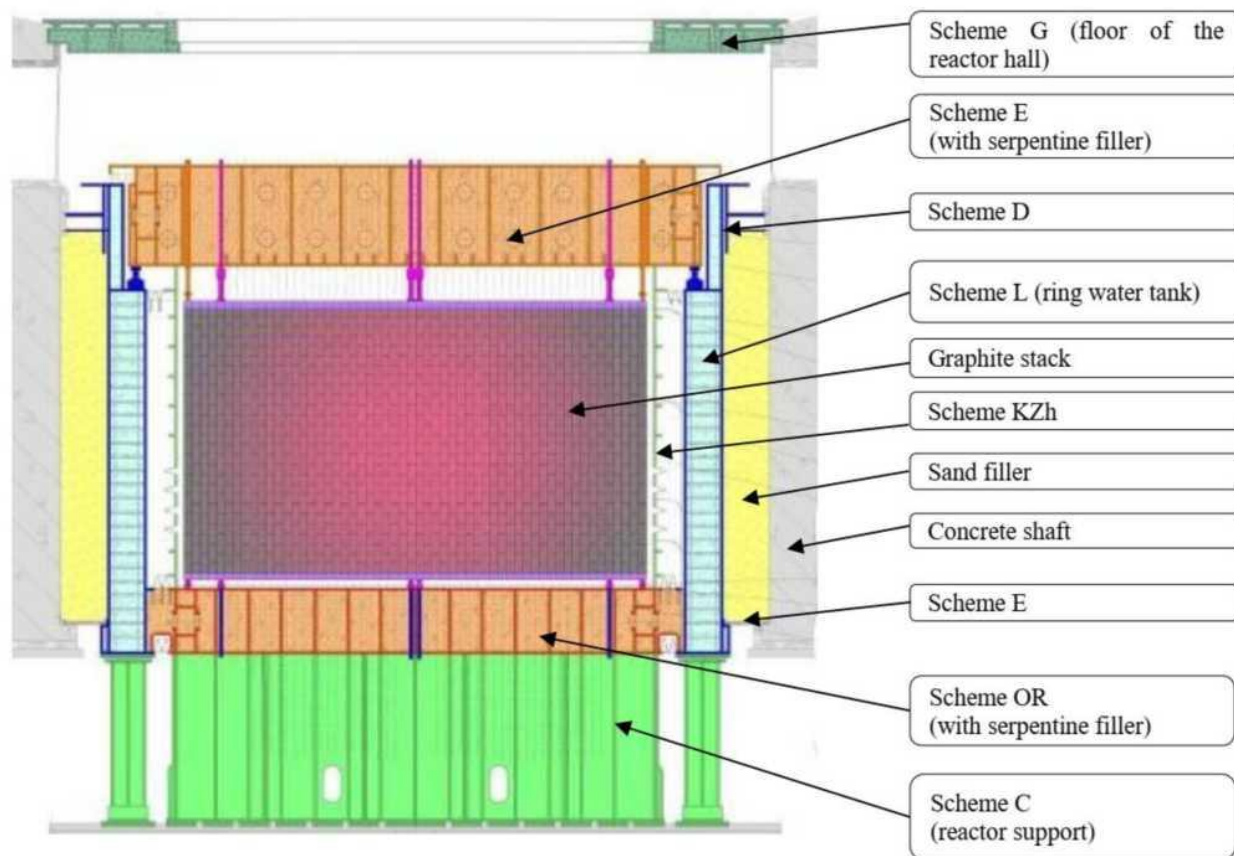 Scheme G (floor of the
reactor hall)
Scheme E
(with serpentine filler)
Scheme D
Scheme L (ring water tank)
Graphite stack
Scheme KZh
Sand filler
Concrete shaft
Scheme E
Scheme OR
(with serpentine filler)
Scheme C
(reactor support)